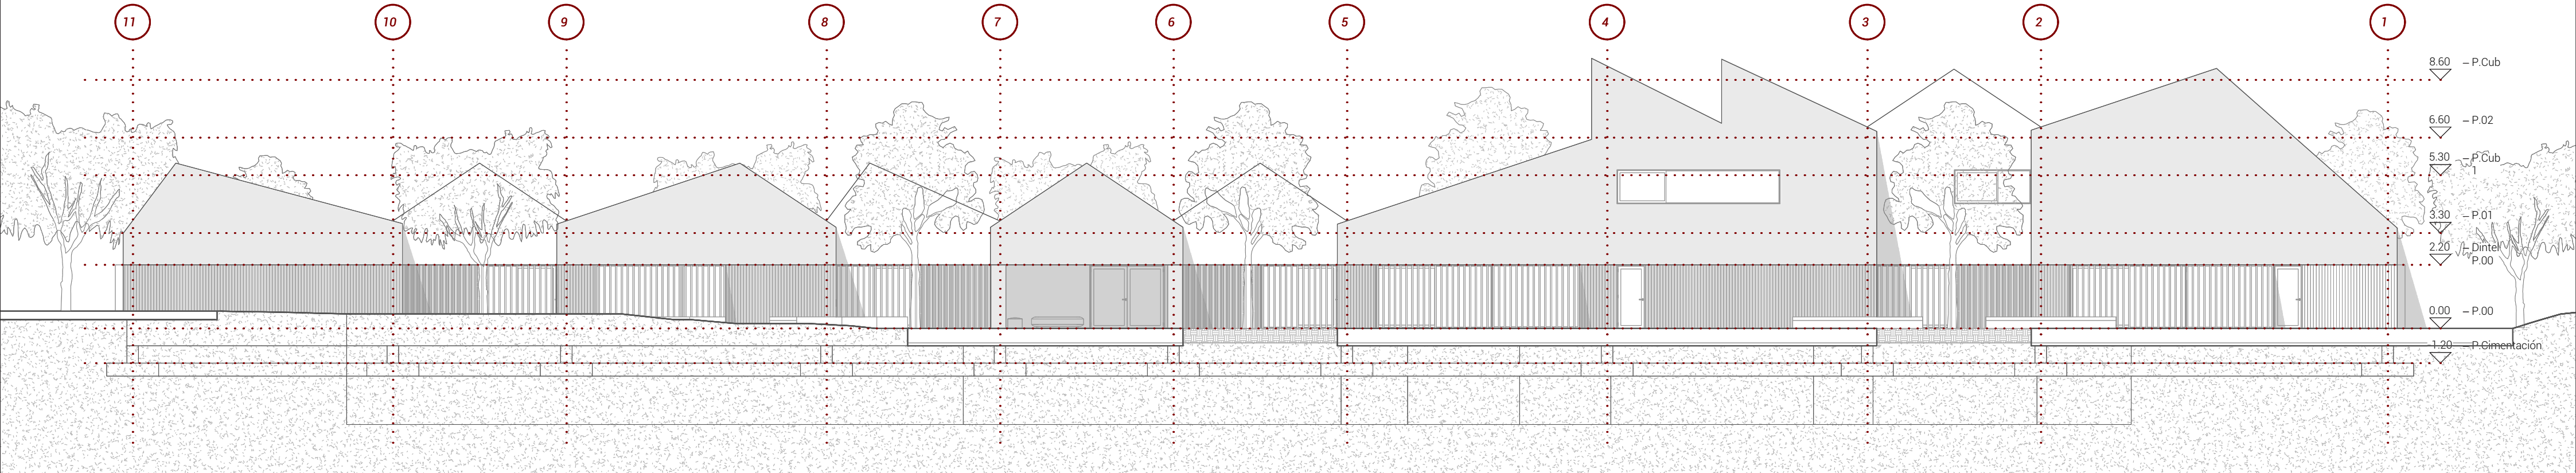 11 10 9 8 7 6 5 4 3 2 1
8.60 – P.Cub
6.60 – P.02
5.30 – P.Cub
1
3.30 – P.01
2.20 – Dintel
P.00
0.00 – P.00
-1.20 – P.Cimentación